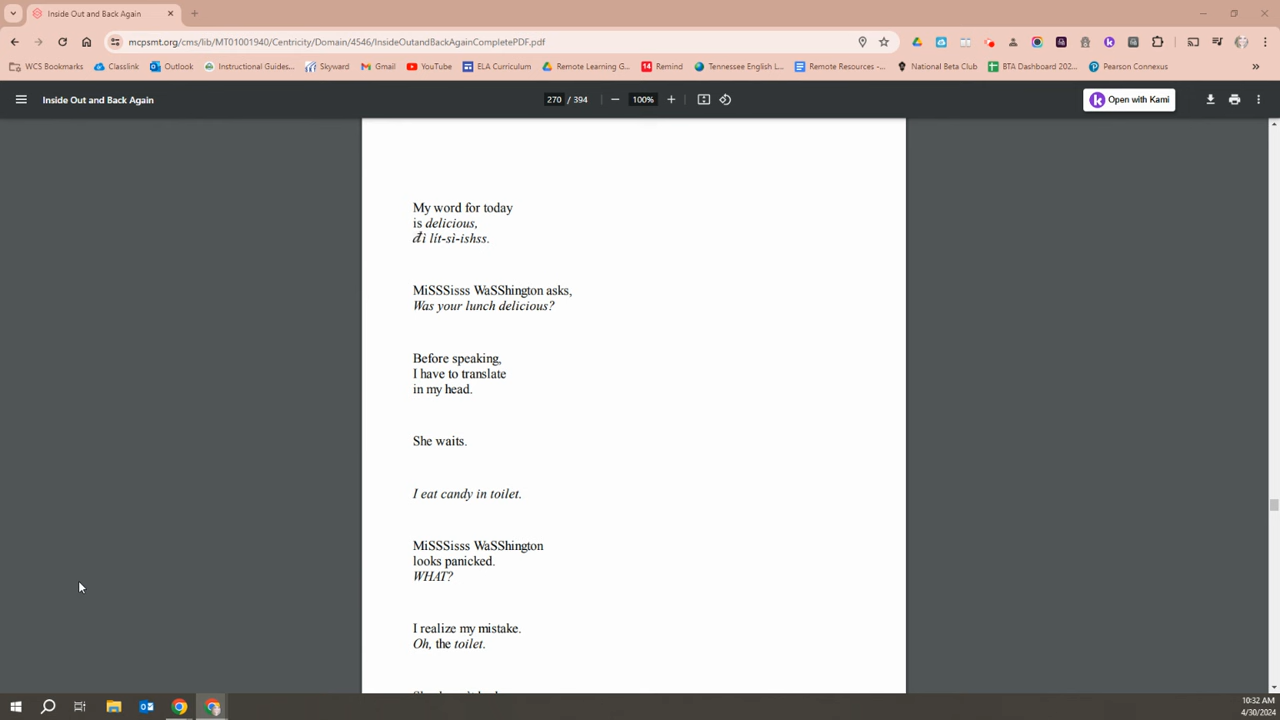 Inside Out and Back Again
mcpsmt.org/cms/lib/MT01001940/Centricity/Domain/4546/InsideOutandBackAgainCompletePDF.pdf
WCS Bookmarks Classlink Outlook Instructional Guides... Skyward Gmail YouTube ELA Curriculum Remote Learning G... Remind Tennessee English L... Remote Resources -... National Beta Club BTA Dashboard 202... Pearson Connexus
Inside Out and Back Again 270 / 394 100% Open with Kami
My word for today
is delicious,
đì lít-sì-ishss.
MiSSSisss WaSShington asks,
Was your lunch delicious?
Before speaking,
I have to translate
in my head.
She waits.
I eat candy in toilet.
MiSSSisss WaSShington
looks panicked.
WHAT?
I realize my mistake.
Oh, the toilet.
10:32 AM
4/30/2024